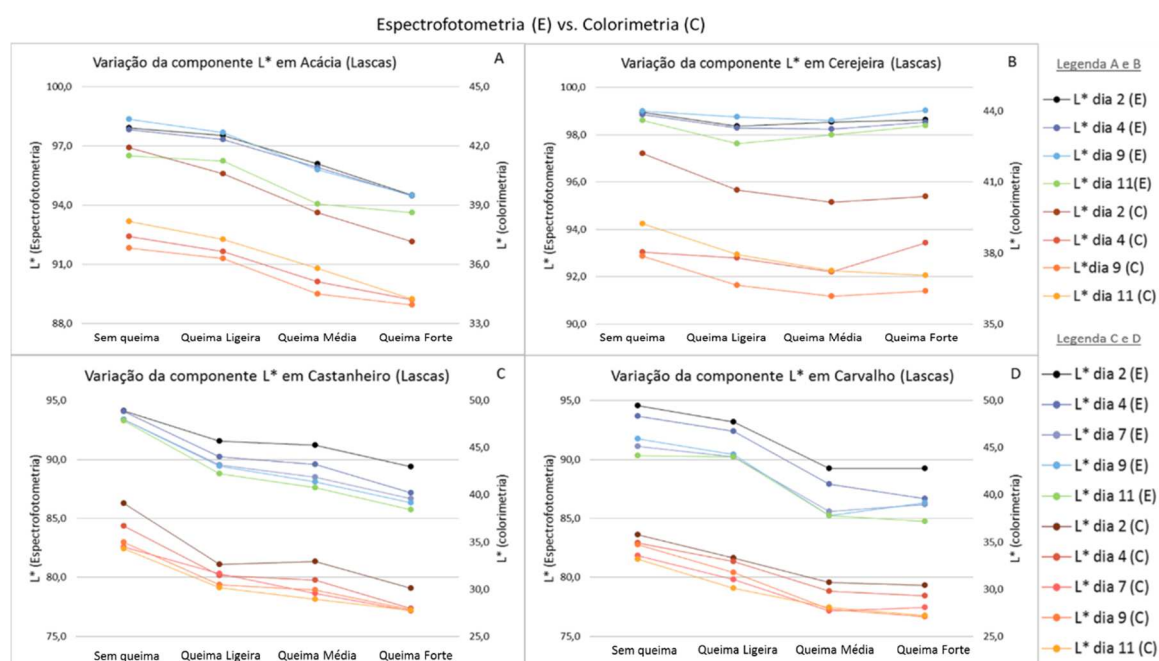 Espectrofotometria (E) vs. Colorimetria (C)
Variação da componente L* em Acácia (Lascas)
A
100,0
97,0
94,0
91,0
88,0
L* (Espectrofotometria)
45,0
42,0
39,0
36,0
33,0
L* (colorimetria)
Sem queima
Queima Ligeira
Queima Média
Queima Forte
Variação da componente L* em Cerejeira (Lascas)
B
100,0
98,0
96,0
94,0
92,0
90,0
L* (Espectrofotometria)
44,0
41,0
38,0
35,0
L* (colorimetria)
Sem queima
Queima Ligeira
Queima Média
Queima Forte
Legenda A e B
L* dia 2 (E)
L* dia 4 (E)
L* dia 9 (E)
L* dia 11(E)
L* dia 2 (C)
L* dia 4 (C)
L*dia 9 (C)
L* dia 11 (C)
Variação da componente L* em Castanheiro (Lascas)
C
95,0
90,0
85,0
80,0
75,0
L* (Espectrofotometria)
50,0
45,0
40,0
35,0
30,0
25,0
L* (colorimetria)
Sem queima
Queima Ligeira
Queima Média
Queima Forte
Variação da componente L* em Carvalho (Lascas)
D
95,0
90,0
85,0
80,0
75,0
L* (Espectrofotometria)
50,0
45,0
40,0
35,0
30,0
25,0
L* (colorimetria)
Sem queima
Queima Ligeira
Queima Média
Queima Forte
Legenda C e D
L* dia 2 (E)
L* dia 4 (E)
L* dia 7 (E)
L* dia 9 (E)
L* dia 11 (E)
L* dia 2 (C)
L* dia 4 (C)
L* dia 7 (C)
L* dia 9 (C)
L* dia 11 (C)